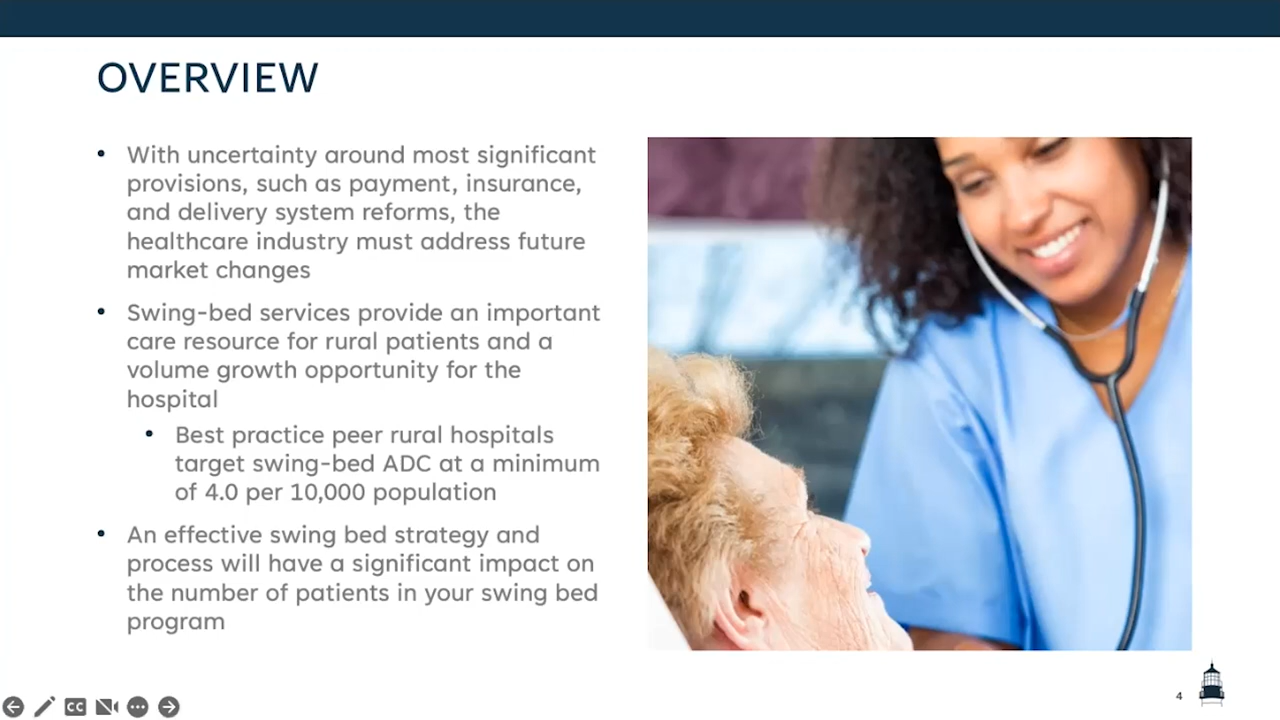 OVERVIEW
• With uncertainty around most significant
provisions, such as payment, insurance,
and delivery system reforms, the
healthcare industry must address future
market changes
• Swing-bed services provide an important
care resource for rural patients and a
volume growth opportunity for the
hospital
• Best practice peer rural hospitals
target swing-bed ADC at a minimum
of 4.0 per 10,000 population
• An effective swing bed strategy and
process will have a significant impact on
the number of patients in your swing bed
program
4
CC